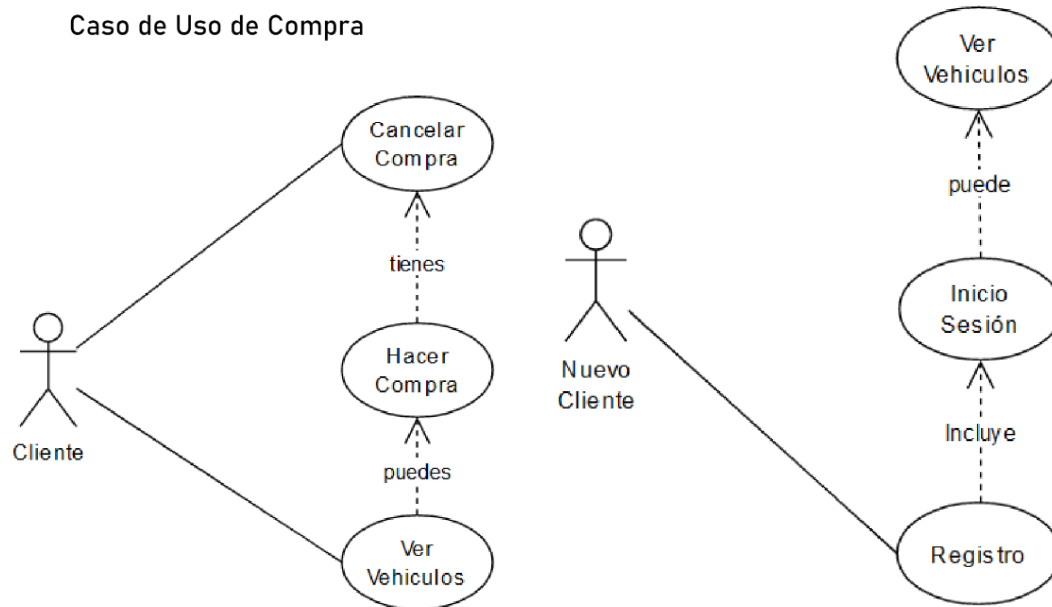 Caso de Uso de Compra
Cancelar
Compra
tienes
Hacer
Compra
puedes
Ver
Vehiculos
Cliente
Ver
Vehiculos
puede
Inicio
Sesión
Incluye
Registro
Nuevo
Cliente